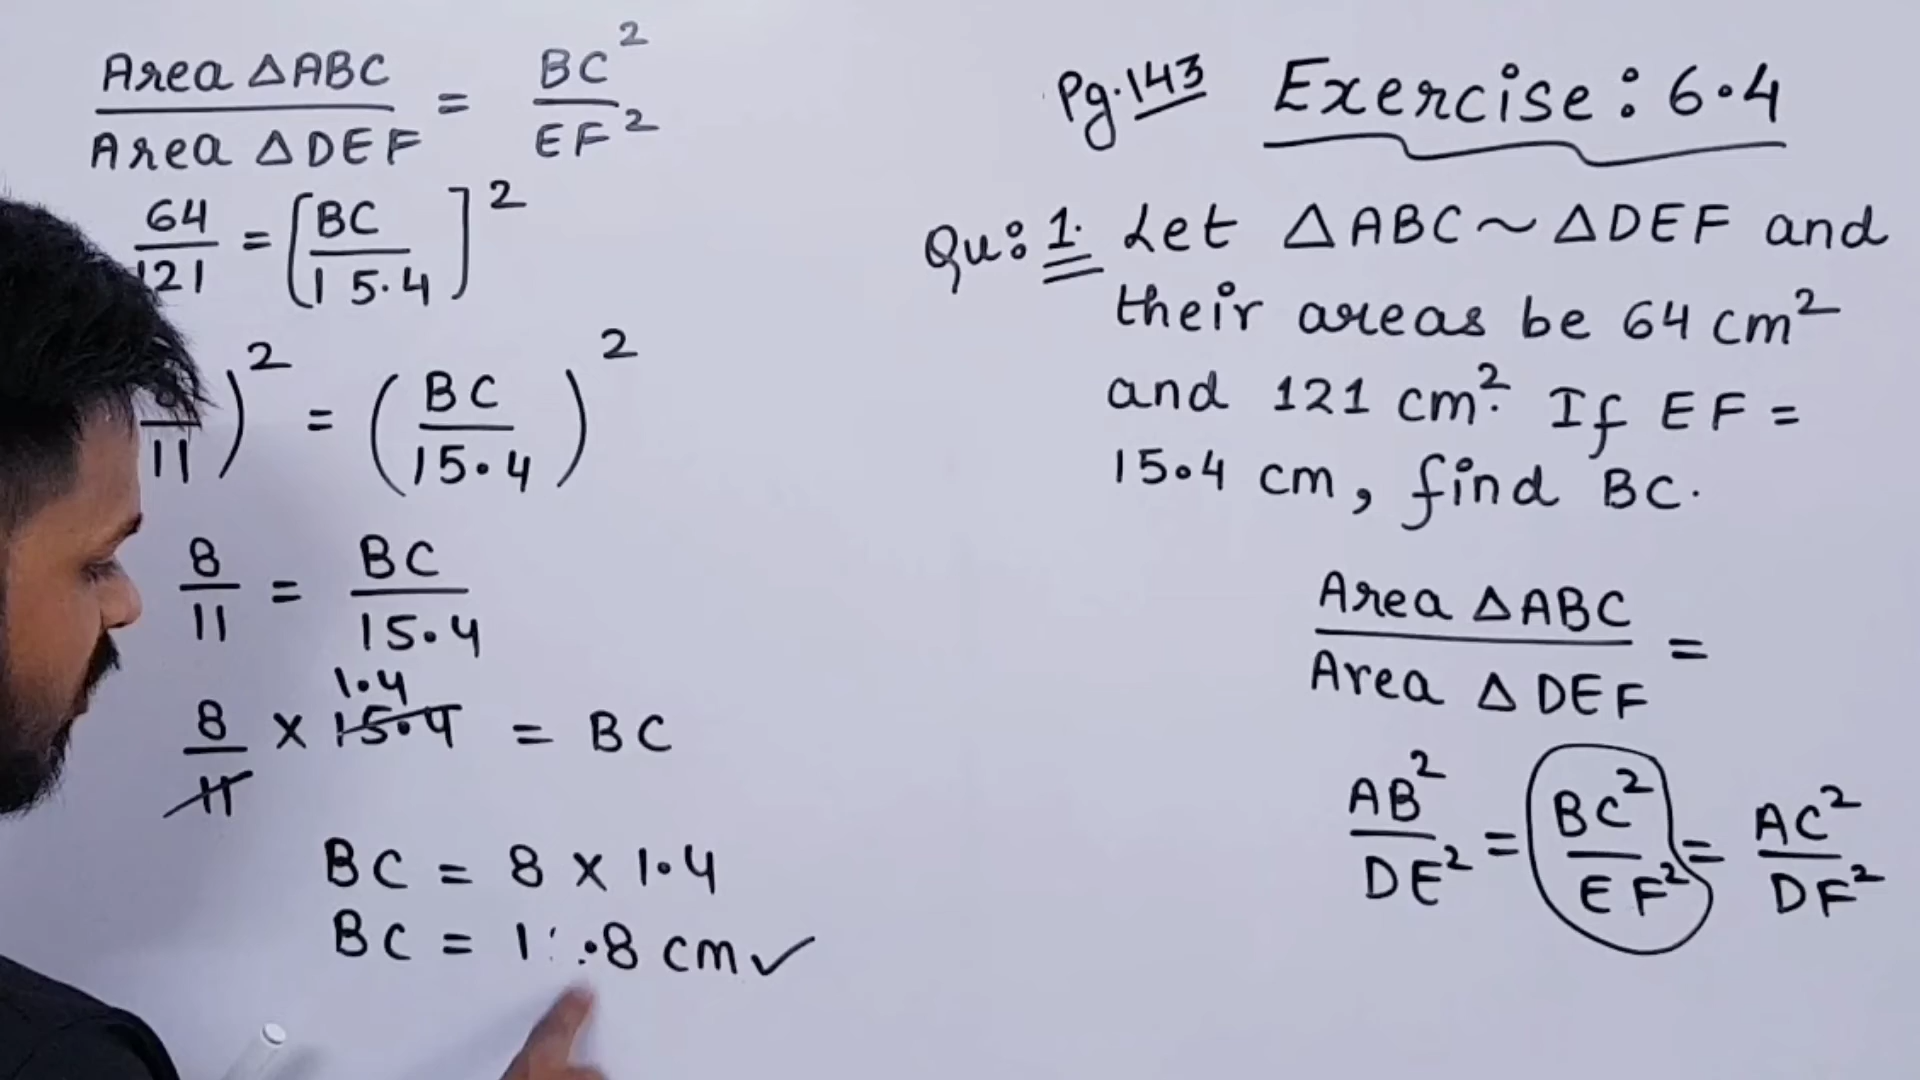 Area △ABC / Area △DEF = BC² / EF²
64/121 = [BC/15.4]²
/11)² = (BC/15.4)²
8/11 = BC/15.4
1.4
8/11 × 15.4 = BC
BC = 8 × 1.4
BC = 1 .8 cm ✓
Pg.143 Exercise: 6.4
Qu: 1. Let △ABC ~ △DEF and
their areas be 64 cm²
and 121 cm². If EF =
15.4 cm, find BC.
Area △ABC / Area △DEF =
AB²/DE² = BC²/EF² = AC²/DF²